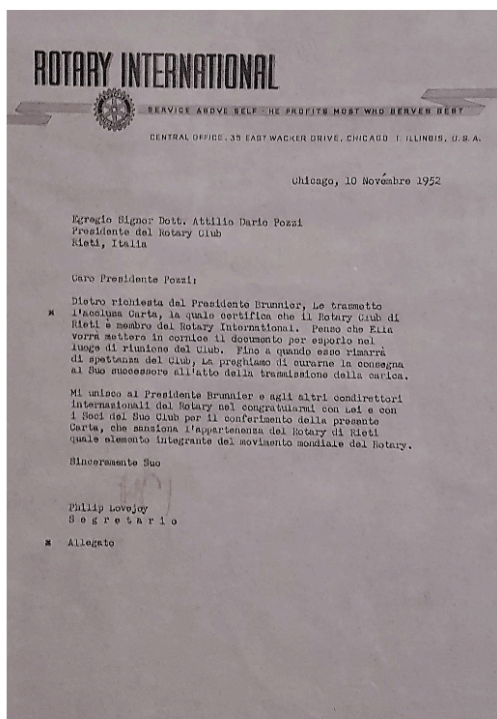 ROTARY INTERNATIONAL
SERVICE ABOVE SELF - HE PROFITS MOST WHO SERVES BEST
CENTRAL OFFICE: 35 EAST WACKER DRIVE, CHICAGO 1, ILLINOIS, U.S.A.
Chicago, 10 Novembre 1952
Egregio Signor Dott. Attilio Dario Pozzi
Presidente del Rotary Club
Rieti, Italia
Caro Presidente Pozzi:
Dietro richiesta del Presidente Brunnier, Le trasmetto
* l'acclusa Carta, la quale certifica che il Rotary Club di
Rieti è membro del Rotary International. Penso che Ella
vorrà mettere in cornice il documento per esporlo nel
luogo di riunione del Club. Fino a quando esso rimarrà
di spettanza del Club, La preghiamo di curarne la consegna
al Suo successore all'atto della trasmissione della carica.
Mi unisco al Presidente Brunnier e agli altri condirettori
internazionali del Rotary nel congratularmi con Lei e con
i Soci del Suo Club per il conferimento della presente
Carta, che sanziona l'appartenenza del Rotary di Rieti
quale elemento integrante del movimento mondiale del Rotary.
Sinceramente Suo
Philip Lovejoy
Segretario
* Allegato